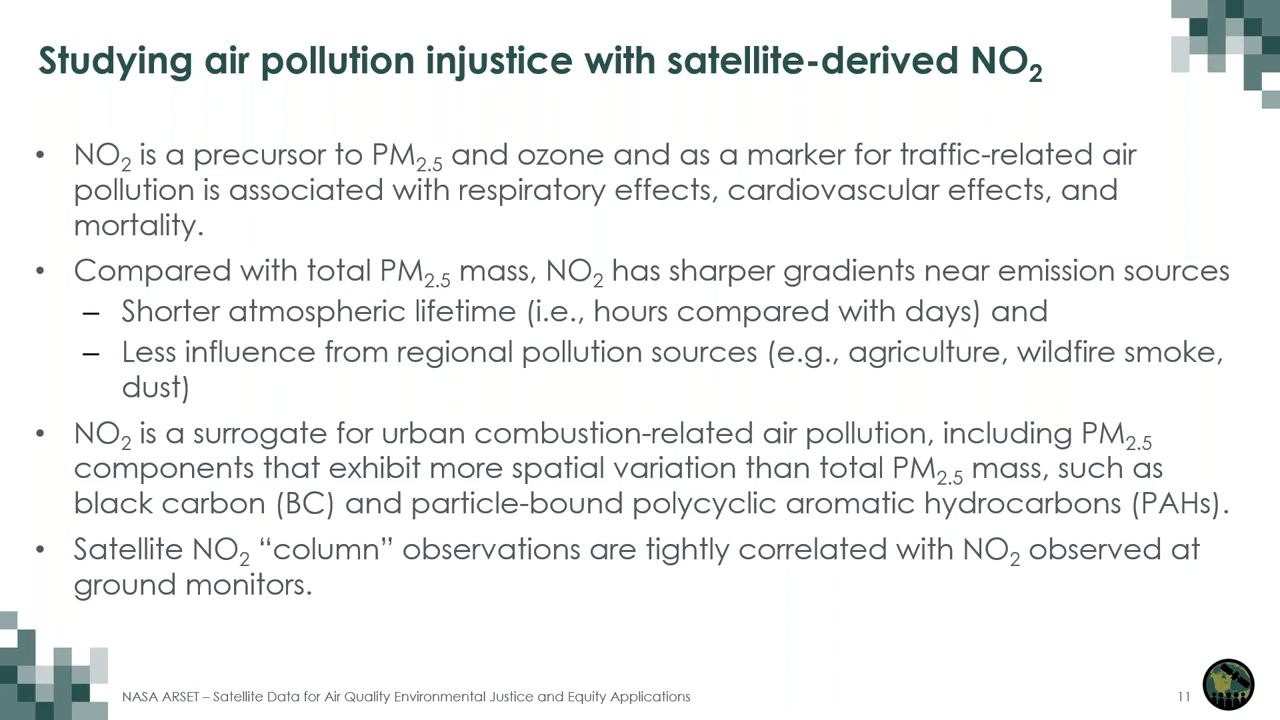 Studying air pollution injustice with satellite-derived NO₂
• NO₂ is a precursor to PM₂.₅ and ozone and as a marker for traffic-related air
pollution is associated with respiratory effects, cardiovascular effects, and
mortality.
• Compared with total PM₂.₅ mass, NO₂ has sharper gradients near emission sources
– Shorter atmospheric lifetime (i.e., hours compared with days) and
– Less influence from regional pollution sources (e.g., agriculture, wildfire smoke,
dust)
• NO₂ is a surrogate for urban combustion-related air pollution, including PM₂.₅
components that exhibit more spatial variation than total PM₂.₅ mass, such as
black carbon (BC) and particle-bound polycyclic aromatic hydrocarbons (PAHs).
• Satellite NO₂ “column” observations are tightly correlated with NO₂ observed at
ground monitors.
NASA ARSET – Satellite Data for Air Quality Environmental Justice and Equity Applications
11